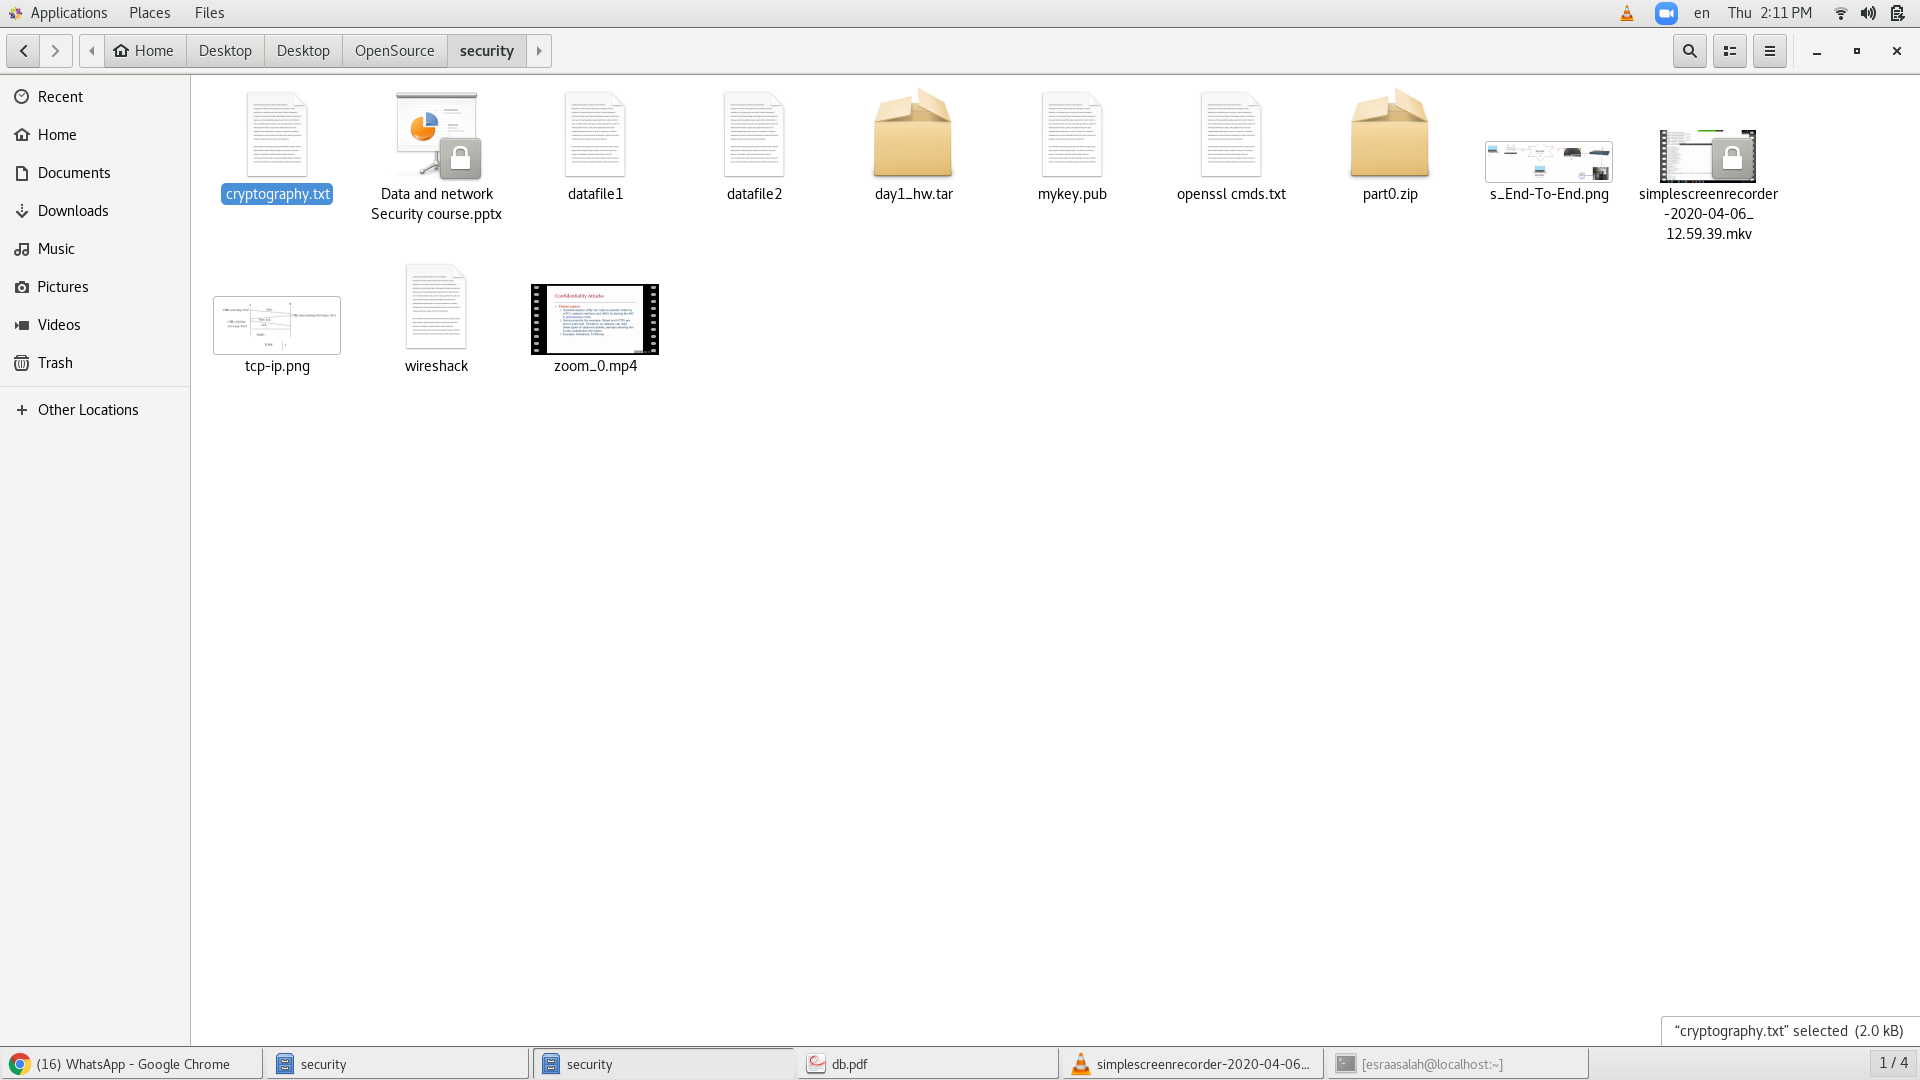 Applications Places Files en Thu 2:11 PM
Home Desktop Desktop OpenSource security
Recent
Home
Documents
Downloads
Music
Pictures
Videos
Trash
Other Locations
cryptography.txt
Data and network
Security course.pptx
datafile1
datafile2
day1_hw.tar
mykey.pub
openssl cmds.txt
part0.zip
s_End-To-End.png
simplescreenrecorder
-2020-04-06_
12.59.39.mkv
tcp-ip.png
wireshack
Confidentiality Attacks
zoom_0.mp4
“cryptography.txt” selected (2.0 kB)
(16) WhatsApp - Google Chrome security security db.pdf simplescreenrecorder-2020-04-06... [esraasalah@localhost:~] 1 / 4